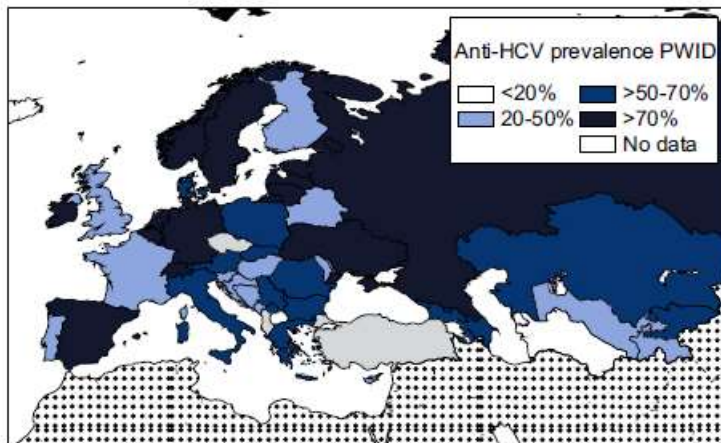 Anti-HCV prevalence PWID
<20% >50-70%
20-50% >70%
No data